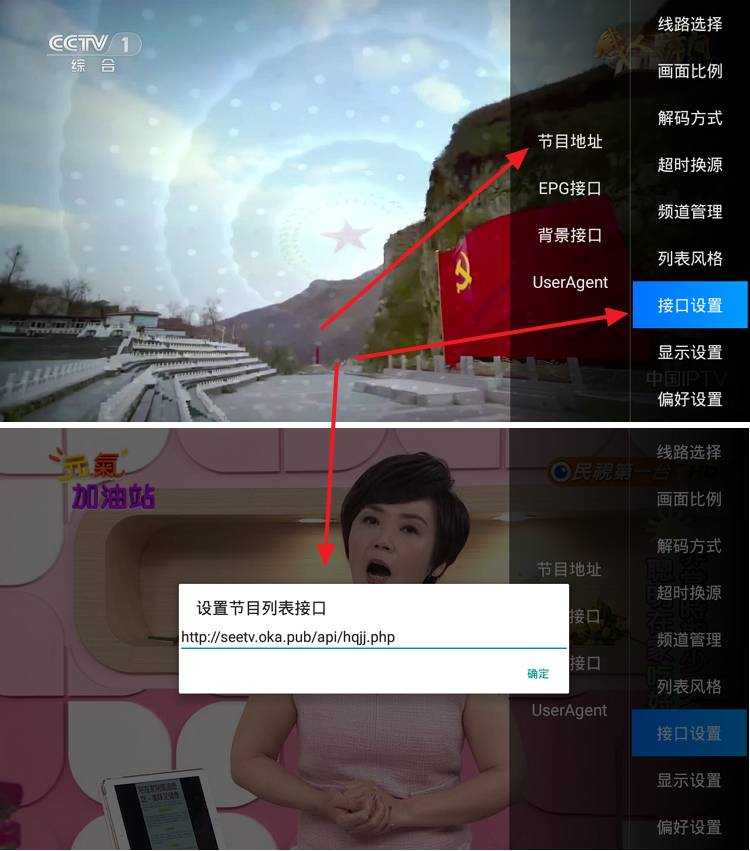 CCTV 1
综合
线路选择
画面比例
解码方式
超时换源
频道管理
列表风格
接口设置
显示设置
偏好设置
节目地址
EPG接口
背景接口
UserAgent
中国IPTV
元氣
加油站
民視第一台
HD
线路选择
画面比例
解码方式
超时换源
频道管理
列表风格
接口设置
显示设置
偏好设置
节目地址
接口
接口
UserAgent
设置节目列表接口
http://seetv.oka.pub/api/hqjj.php
确定